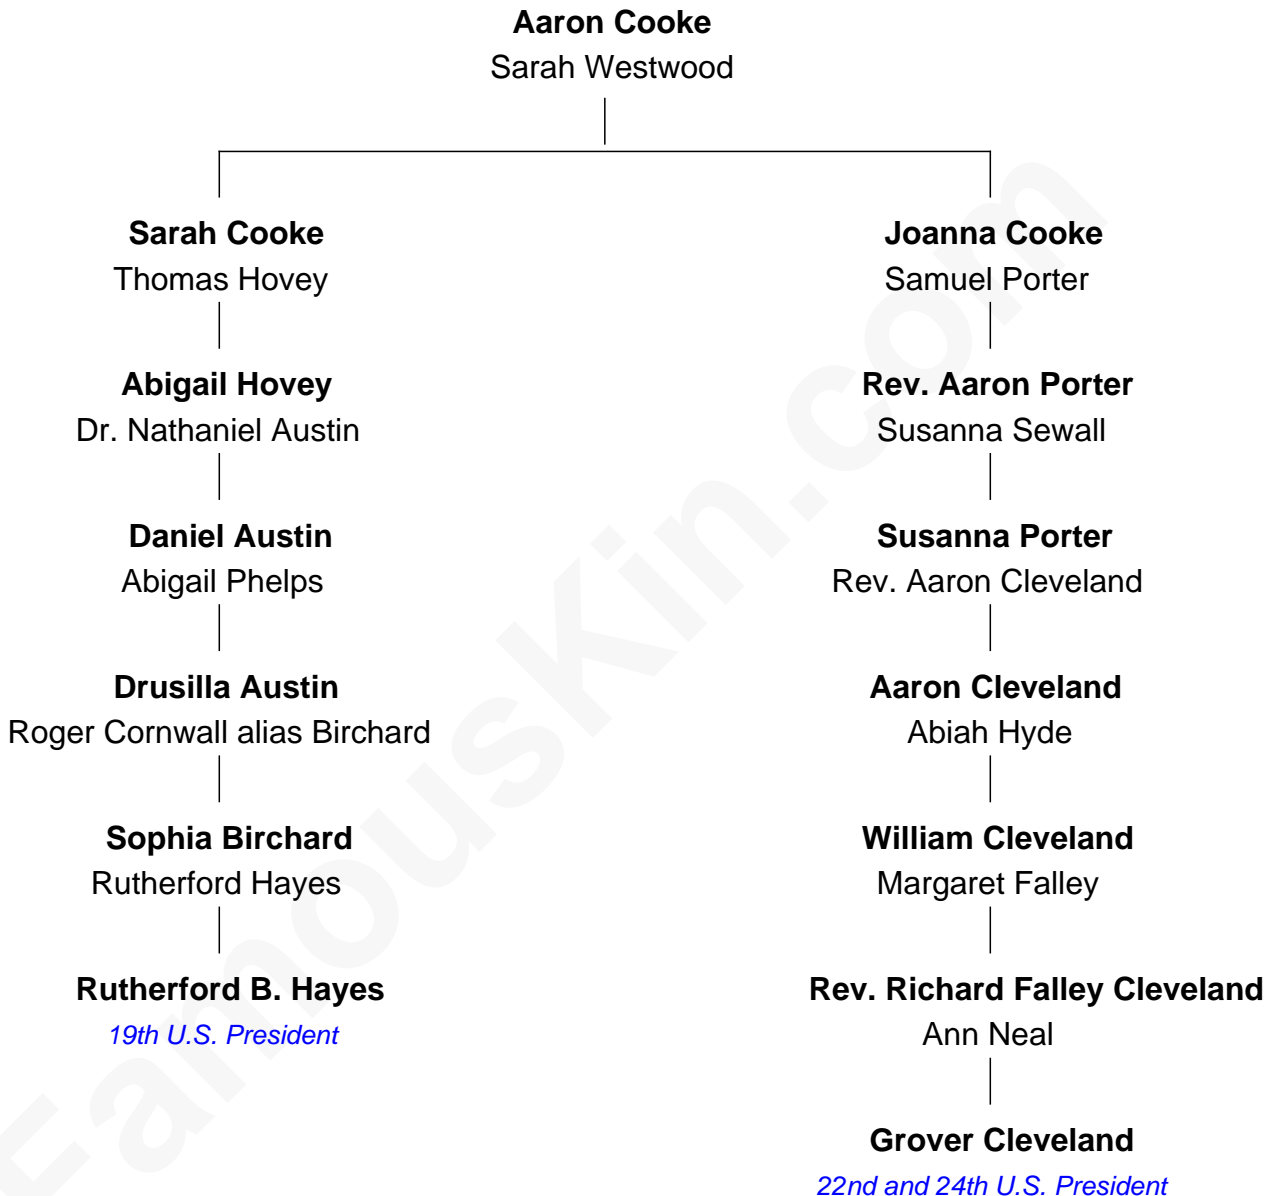 Aaron Cooke
Sarah Westwood
Sarah Cooke
Thomas Hovey
Abigail Hovey
Dr. Nathaniel Austin
Daniel Austin
Abigail Phelps
Drusilla Austin
Roger Cornwall alias Birchard
Sophia Birchard
Rutherford Hayes
Rutherford B. Hayes
19th U.S. President
Joanna Cooke
Samuel Porter
Rev. Aaron Porter
Susanna Sewall
Susanna Porter
Rev. Aaron Cleveland
Aaron Cleveland
Abiah Hyde
William Cleveland
Margaret Falley
Rev. Richard Falley Cleveland
Ann Neal
Grover Cleveland
22nd and 24th U.S. President
FamousKin.com